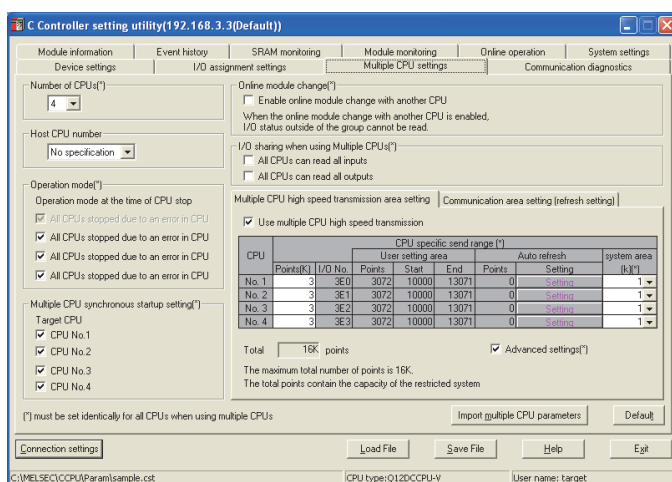 C Controller setting utility(192.168.3.3(Default))
Module information Event history SRAM monitoring Module monitoring Online operation System settings
Device settings I/O assignment settings Multiple CPU settings Communication diagnostics
Number of CPUs(*)
4
Host CPU number
No specification
Operation mode(*)
Operation mode at the time of CPU stop
All CPUs stopped due to an error in CPU
All CPUs stopped due to an error in CPU
All CPUs stopped due to an error in CPU
All CPUs stopped due to an error in CPU
Multiple CPU synchronous startup setting(*)
Target CPU
CPU No.1
CPU No.2
CPU No.3
CPU No.4
Online module change(*)
Enable online module change with another CPU
When the online module change with another CPU is enabled,
I/O status outside of the group cannot be read.
I/O sharing when using Multiple CPUs(*)
All CPUs can read all inputs
All CPUs can read all outputs
Multiple CPU high speed transmission area setting Communication area setting (refresh setting)
Use multiple CPU high speed transmission
CPU specific send range (*)
CPU User setting area Auto refresh system area
Points(K) I/O No. Points Start End Points Setting (k)(*)
No. 1 3 3E0 3072 10000 13071 0 Setting 1
No. 2 3 3E1 3072 10000 13071 0 Setting 1
No. 3 3 3E2 3072 10000 13071 0 Setting 1
No. 4 3 3E3 3072 10000 13071 0 Setting 1
Total 16K points Advanced settings(*)
The maximum total number of points is 16K.
The total points contain the capacity of the restricted system
(*) must be set identically for all CPUs when using multiple CPUs
Import multiple CPU parameters Default
Connection settings Load File Save File Help Exit
C:\MELSEC\CCPU\Param\sample.cst CPU type:Q12DCCPU-V User name: target